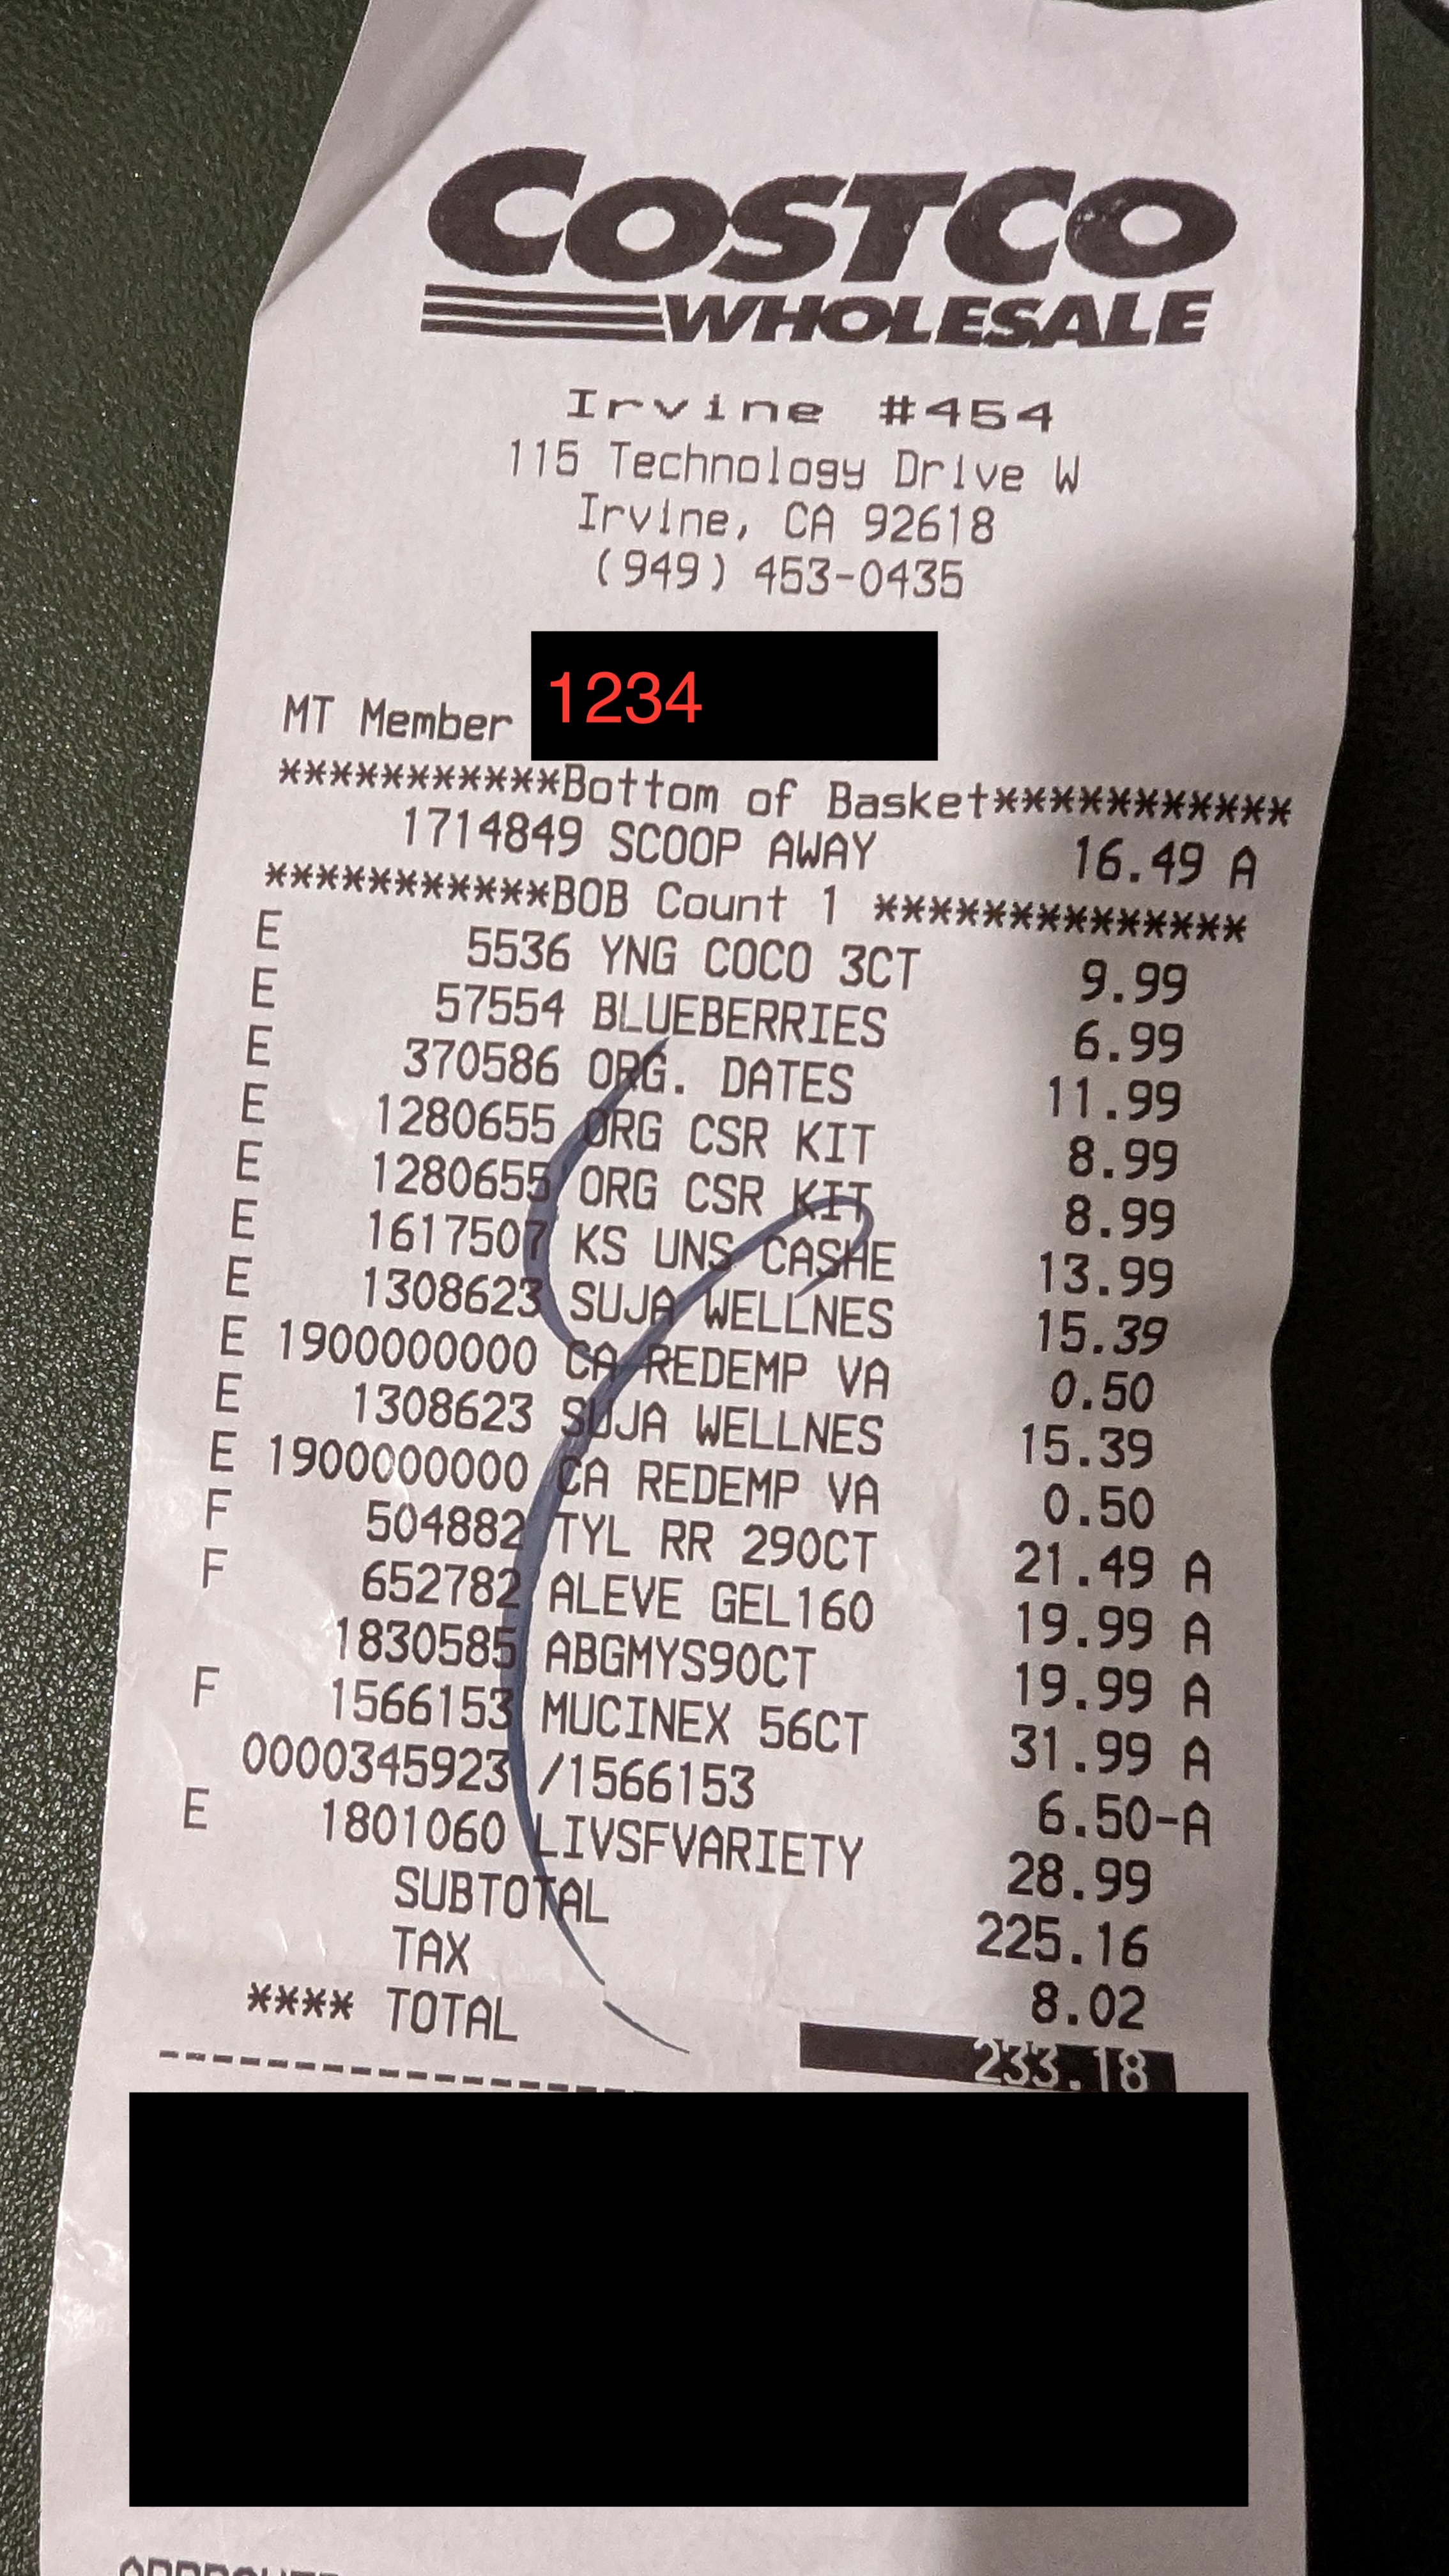 COSTCO
WHOLESALE
Irvine #454
115 Technology Drive W
Irvine, CA 92618
(949) 453-0435
MT Member 1234
***********Bottom of Basket***********
1714849 SCOOP AWAY 16.49 A
***********BOB Count 1 **************
E 5536 YNG COCO 3CT 9.99
E 57554 BLUEBERRIES 6.99
E 370586 ORG. DATES 11.99
E 1280655 ORG CSR KIT 8.99
E 1280655 ORG CSR KIT 8.99
E 1617507 KS UNS CASHE 13.99
E 1308623 SUJA WELLNES 15.39
E 1900000000 CA REDEMP VA 0.50
E 1308623 SUJA WELLNES 15.39
E 1900000000 CA REDEMP VA 0.50
F 504882 TYL RR 290CT 21.49 A
F 652782 ALEVE GEL160 19.99 A
1830585 ABGMYS90CT 19.99 A
F 1566153 MUCINEX 56CT 31.99 A
0000345923 /1566153 6.50-A
E 1801060 LIVSFVARIETY 28.99
SUBTOTAL 225.16
TAX 8.02
**** TOTAL 233.18